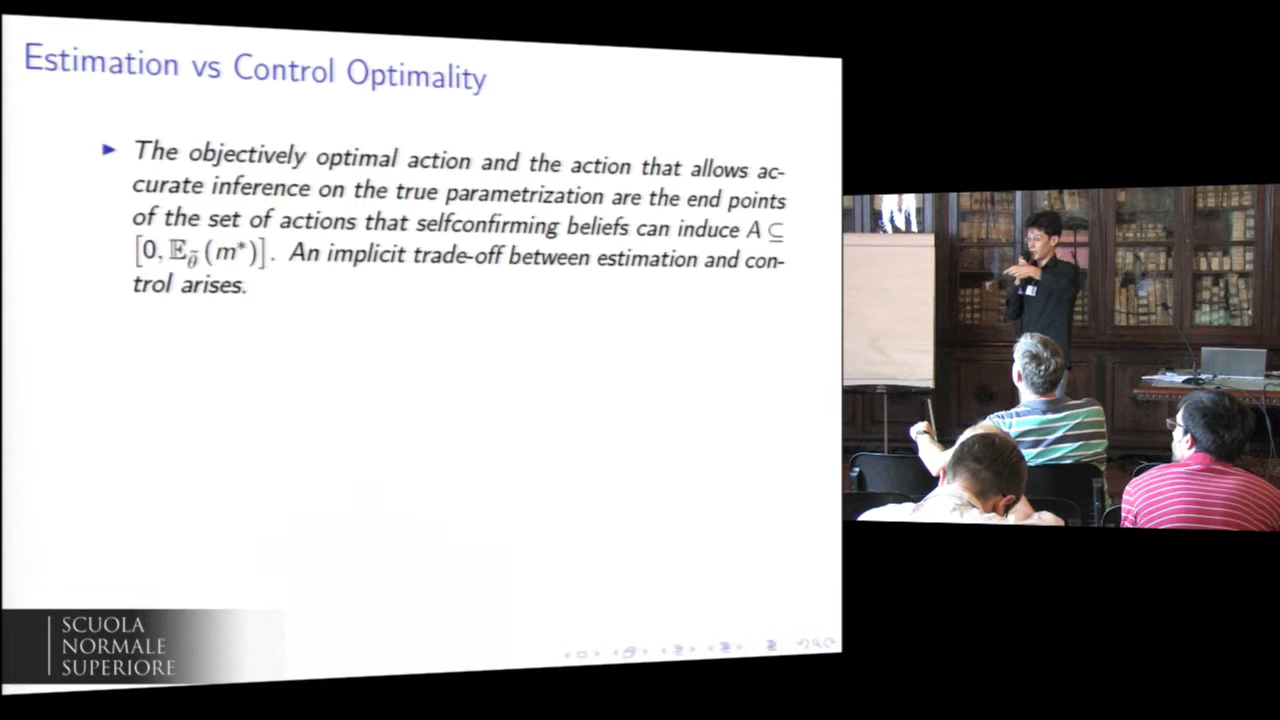 Estimation vs Control Optimality
▶ The objectively optimal action and the action that allows ac-
curate inference on the true parametrization are the end points
of the set of actions that selfconfirming beliefs can induce A ⊆
[0, 𝔼_σ̄ (m*)]. An implicit trade-off between estimation and con-
trol arises.
SCUOLA
NORMALE
SUPERIORE